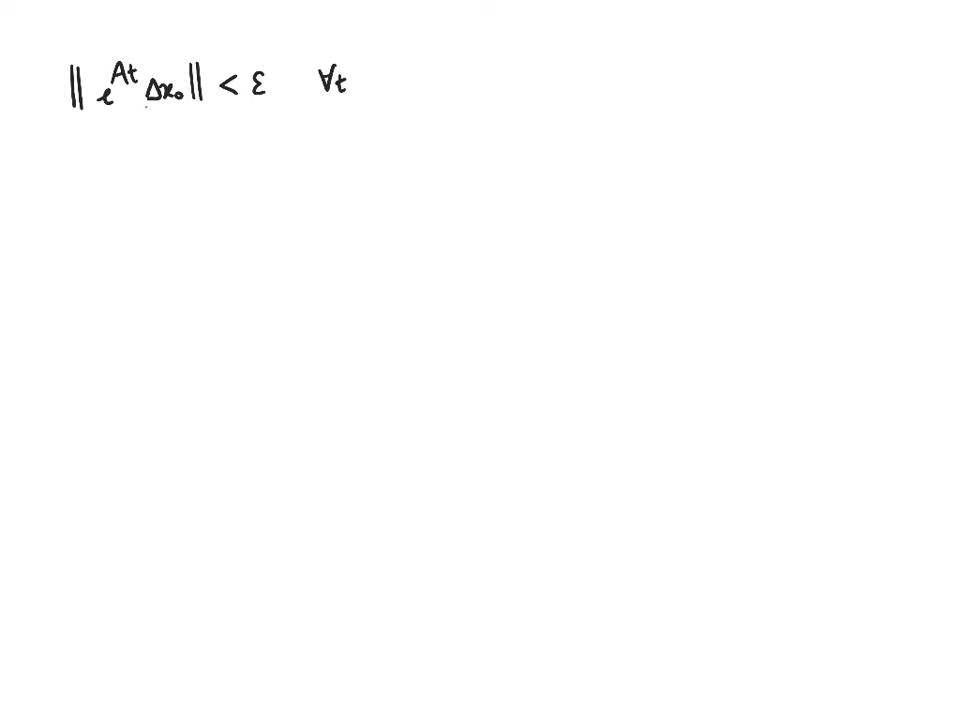 ‖ e^{At} Δx₀ ‖ < ε ∀t